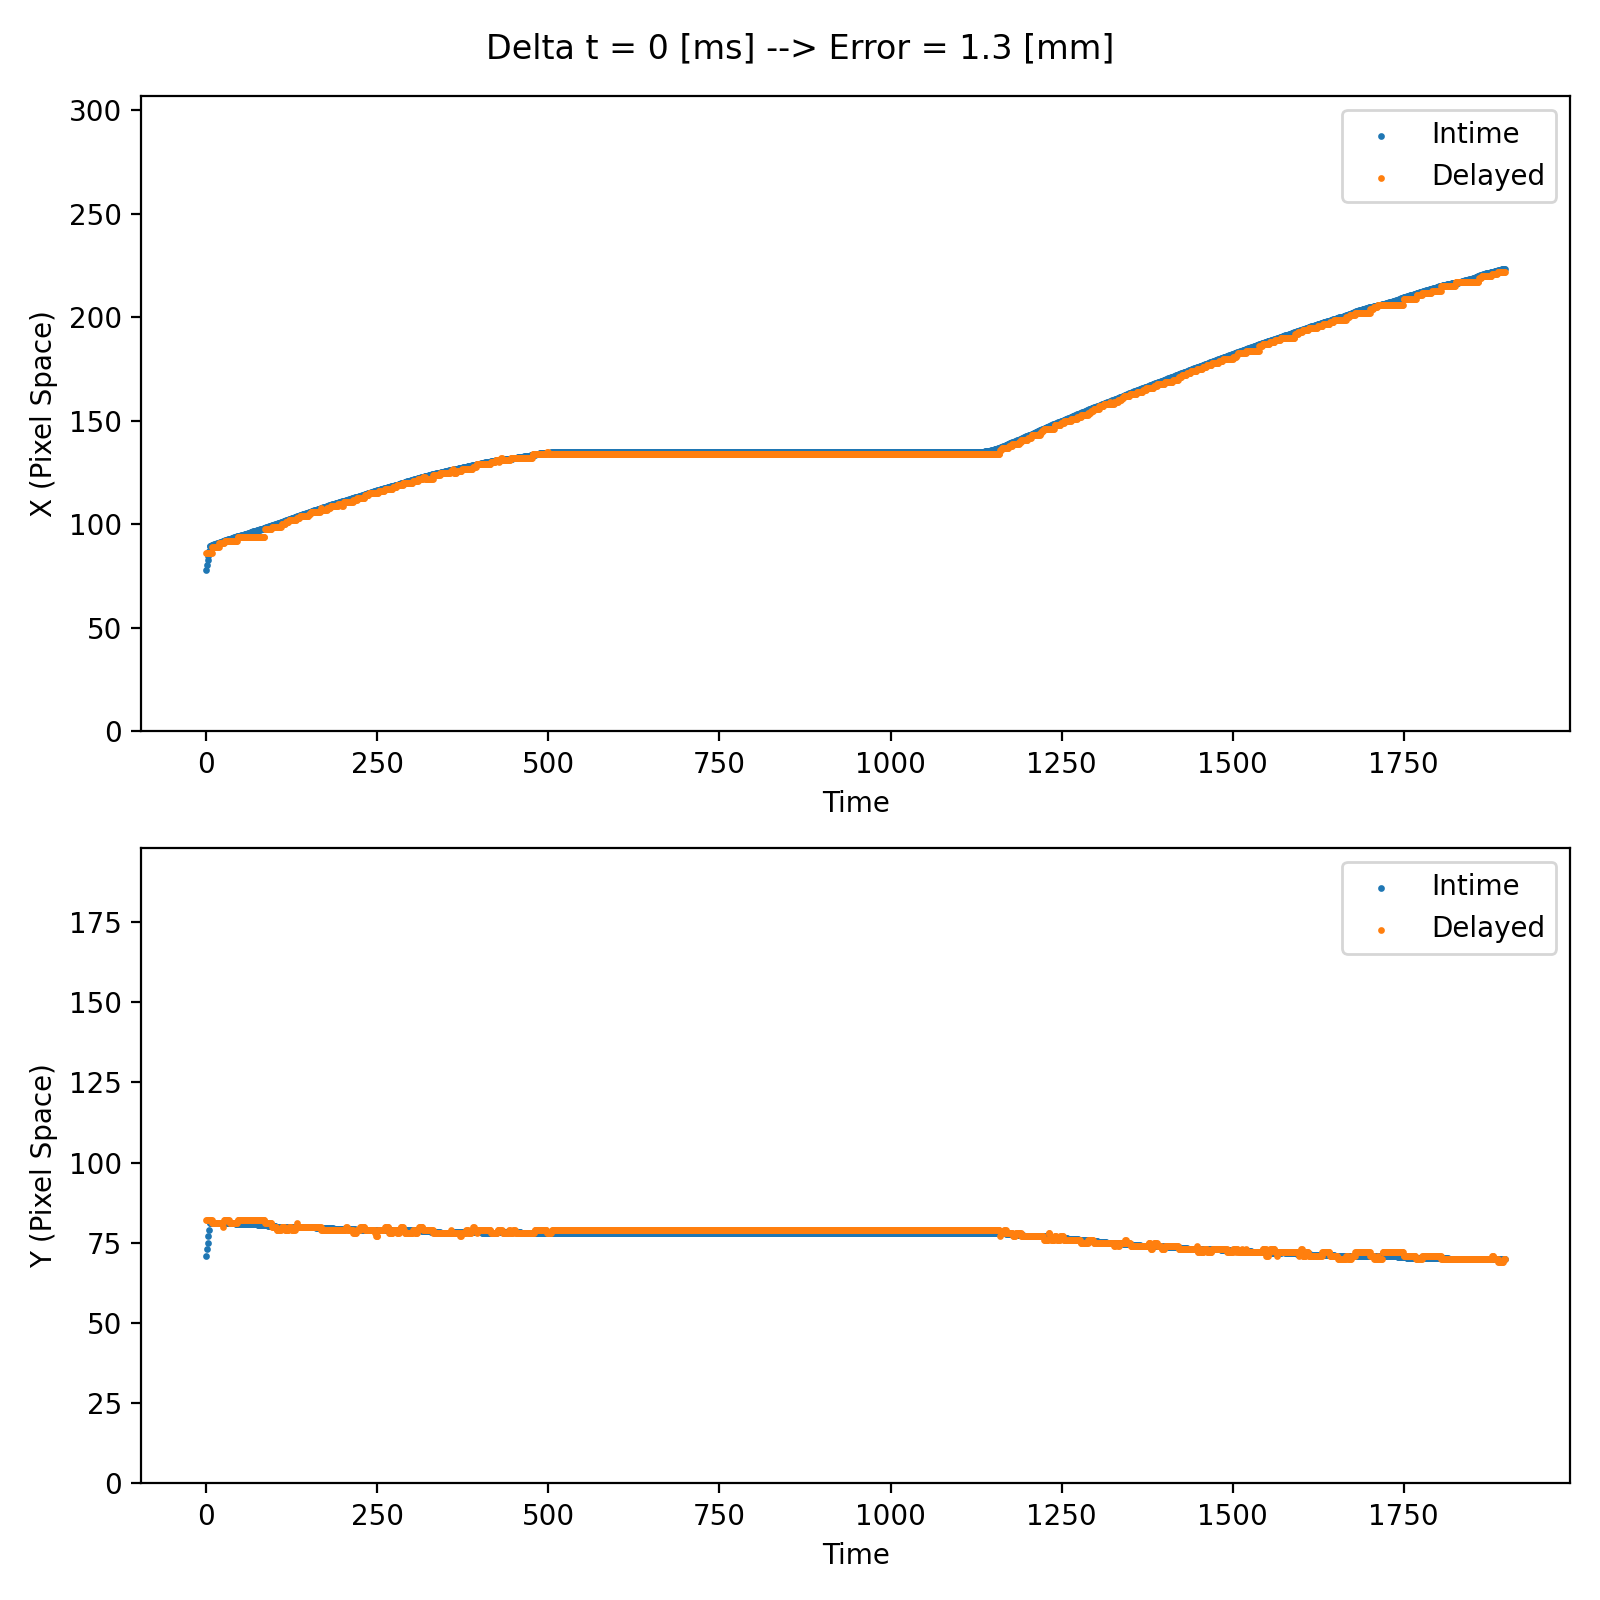 Delta t = 0 [ms] --> Error = 1.3 [mm]
300
250
200
150
100
50
0
X (Pixel Space)
Intime
Delayed
0 250 500 750 1000 1250 1500 1750
Time
175
150
125
100
75
50
25
0
Y (Pixel Space)
Intime
Delayed
0 250 500 750 1000 1250 1500 1750
Time